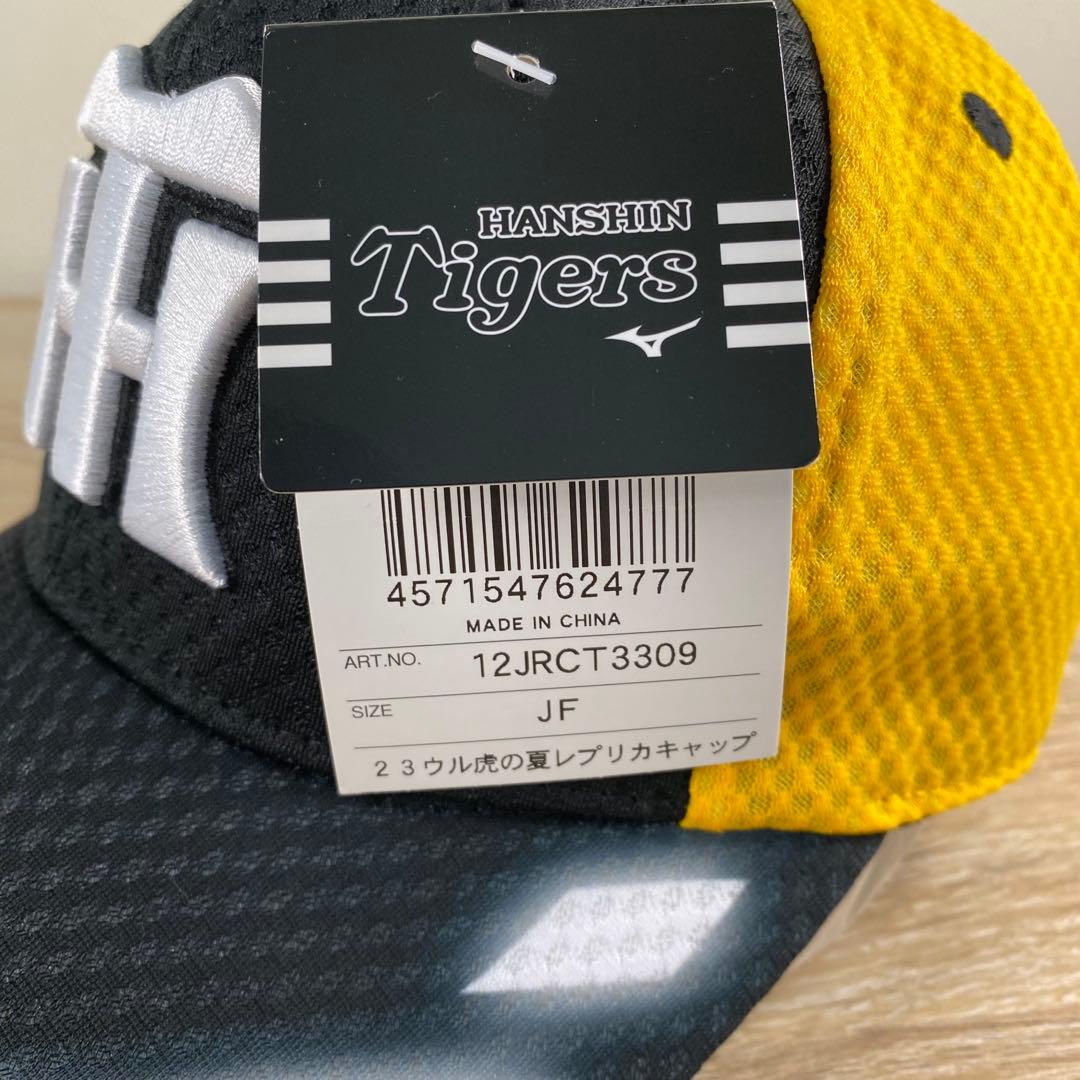 HANSHIN
Tigers
4571547624777
MADE IN CHINA
ART.NO. 12JRCT3309
SIZE JF
23ウル虎の夏レプリカキャップ